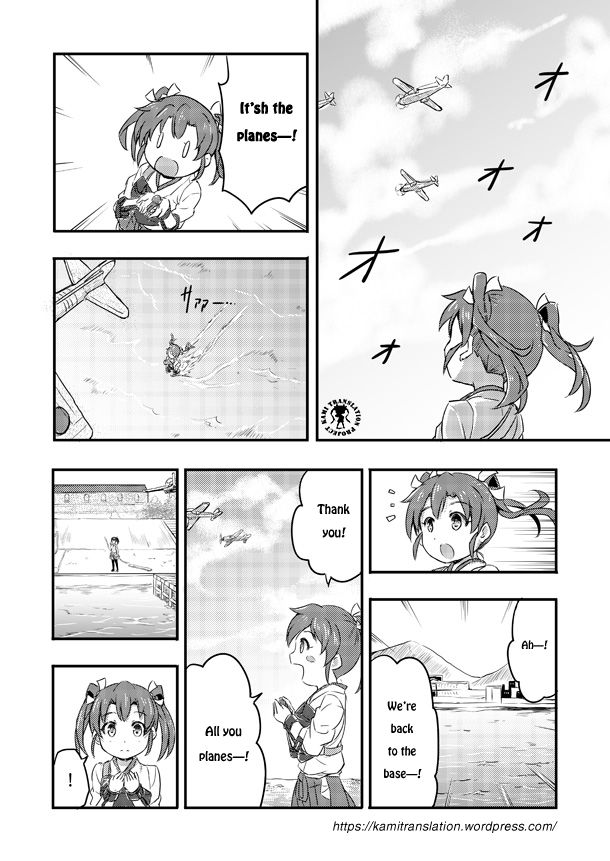 オ
オ
オ
オ
オ
It'sh the
planes—!
ザァァ——…
KAMI TRANSLATION PROJECT
Ah—!
We're
back
to the
base—!
Thank
you!
All you
planes—!
!
https://kamitranslation.wordpress.com/